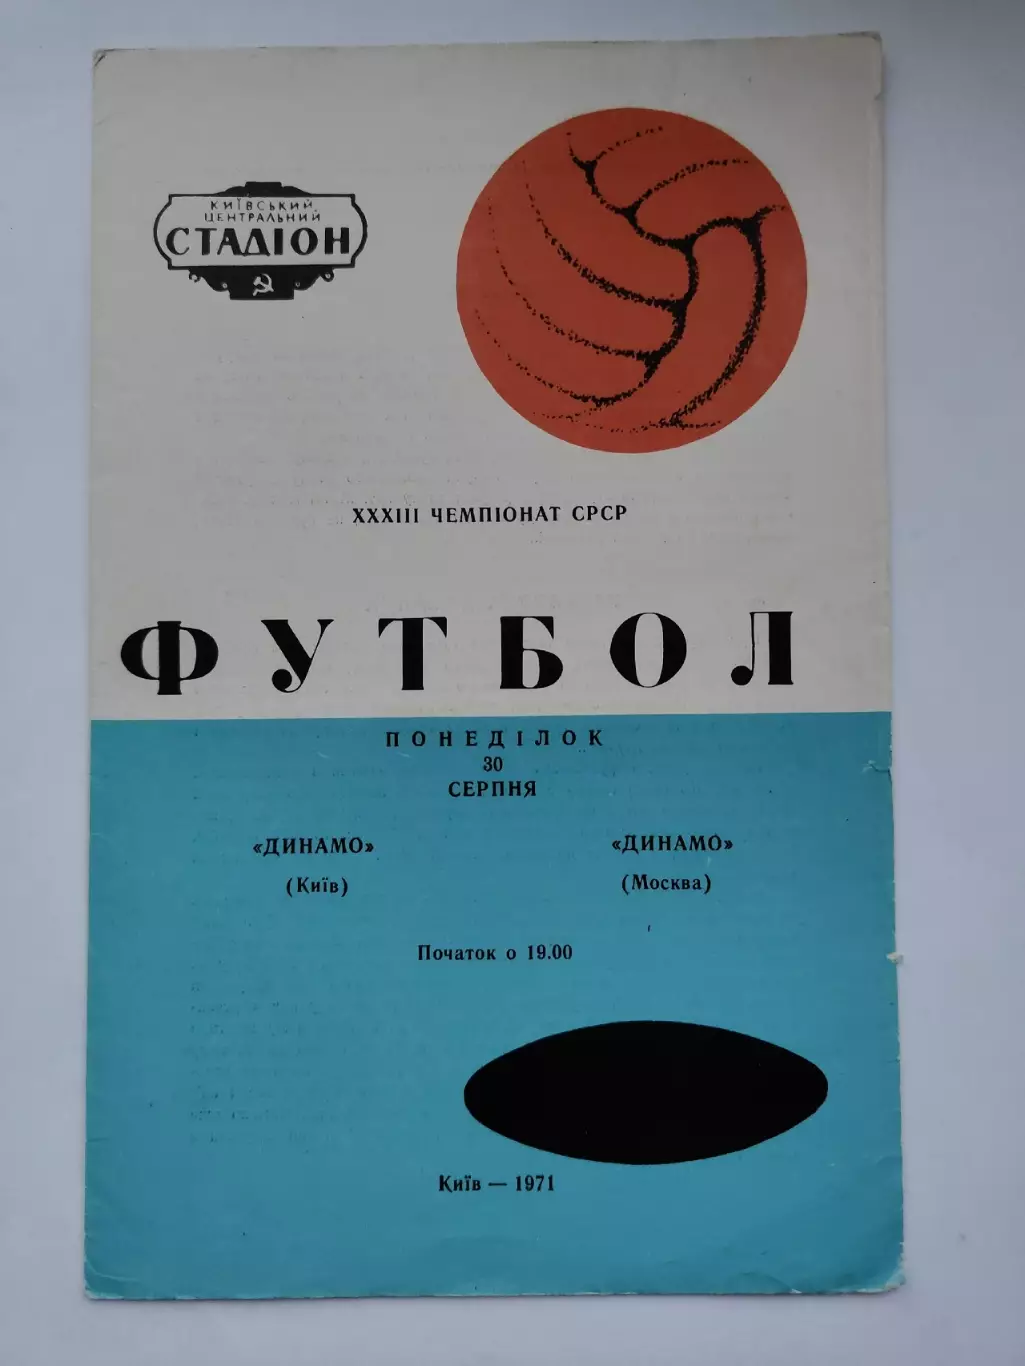 КИЇВСЬКИЙ
ЦЕНТРАЛЬНИЙ
СТАДІОН
XXXIII ЧЕМПІОНАТ СРСР
ФУТБОЛ
ПОНЕДІЛОК
30
СЕРПНЯ
«ДИНАМО» «ДИНАМО»
(Київ) (Москва)
Початок о 19.00
Київ — 1971